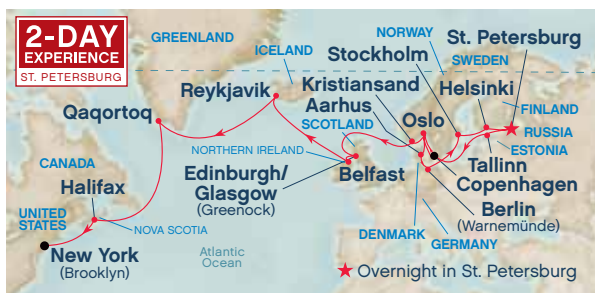 2-DAY
EXPERIENCE
ST. PETERSBURG
GREENLAND
ICELAND
NORWAY
St. Petersburg
Stockholm
SWEDEN
Reykjavik
Kristiansand
Helsinki
Qaqortoq
Aarhus
Oslo
FINLAND
SCOTLAND
RUSSIA
NORTHERN IRELAND
ESTONIA
CANADA
Edinburgh/
Glasgow
(Greenock)
Belfast
Tallinn
Copenhagen
Halifax
Berlin
(Warnemünde)
UNITED
STATES
NOVA SCOTIA
DENMARK
GERMANY
New York
(Brooklyn)
Atlantic
Ocean
Overnight in St. Petersburg